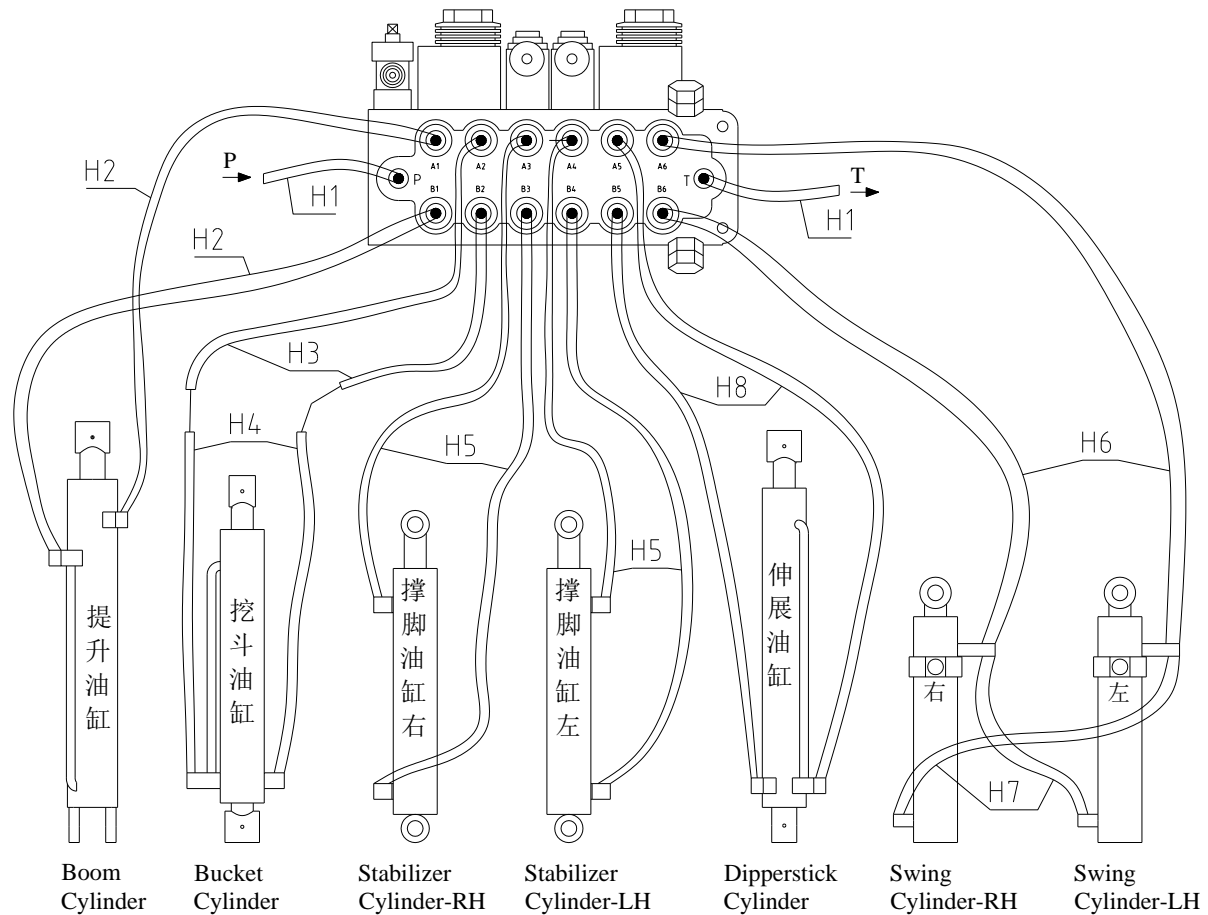 P
H2
H1
A1
A2
A3
A4
A5
A6
P
T
B1
B2
B3
B4
B5
B6
T
H1
H2
H3
H4
H5
H5
H8
H6
H7
提升油缸
挖斗油缸
撑脚油缸右
撑脚油缸左
伸展油缸
右
左
Boom
Cylinder
Bucket
Cylinder
Stabilizer
Cylinder-RH
Stabilizer
Cylinder-LH
Dipperstick
Cylinder
Swing
Cylinder-RH
Swing
Cylinder-LH